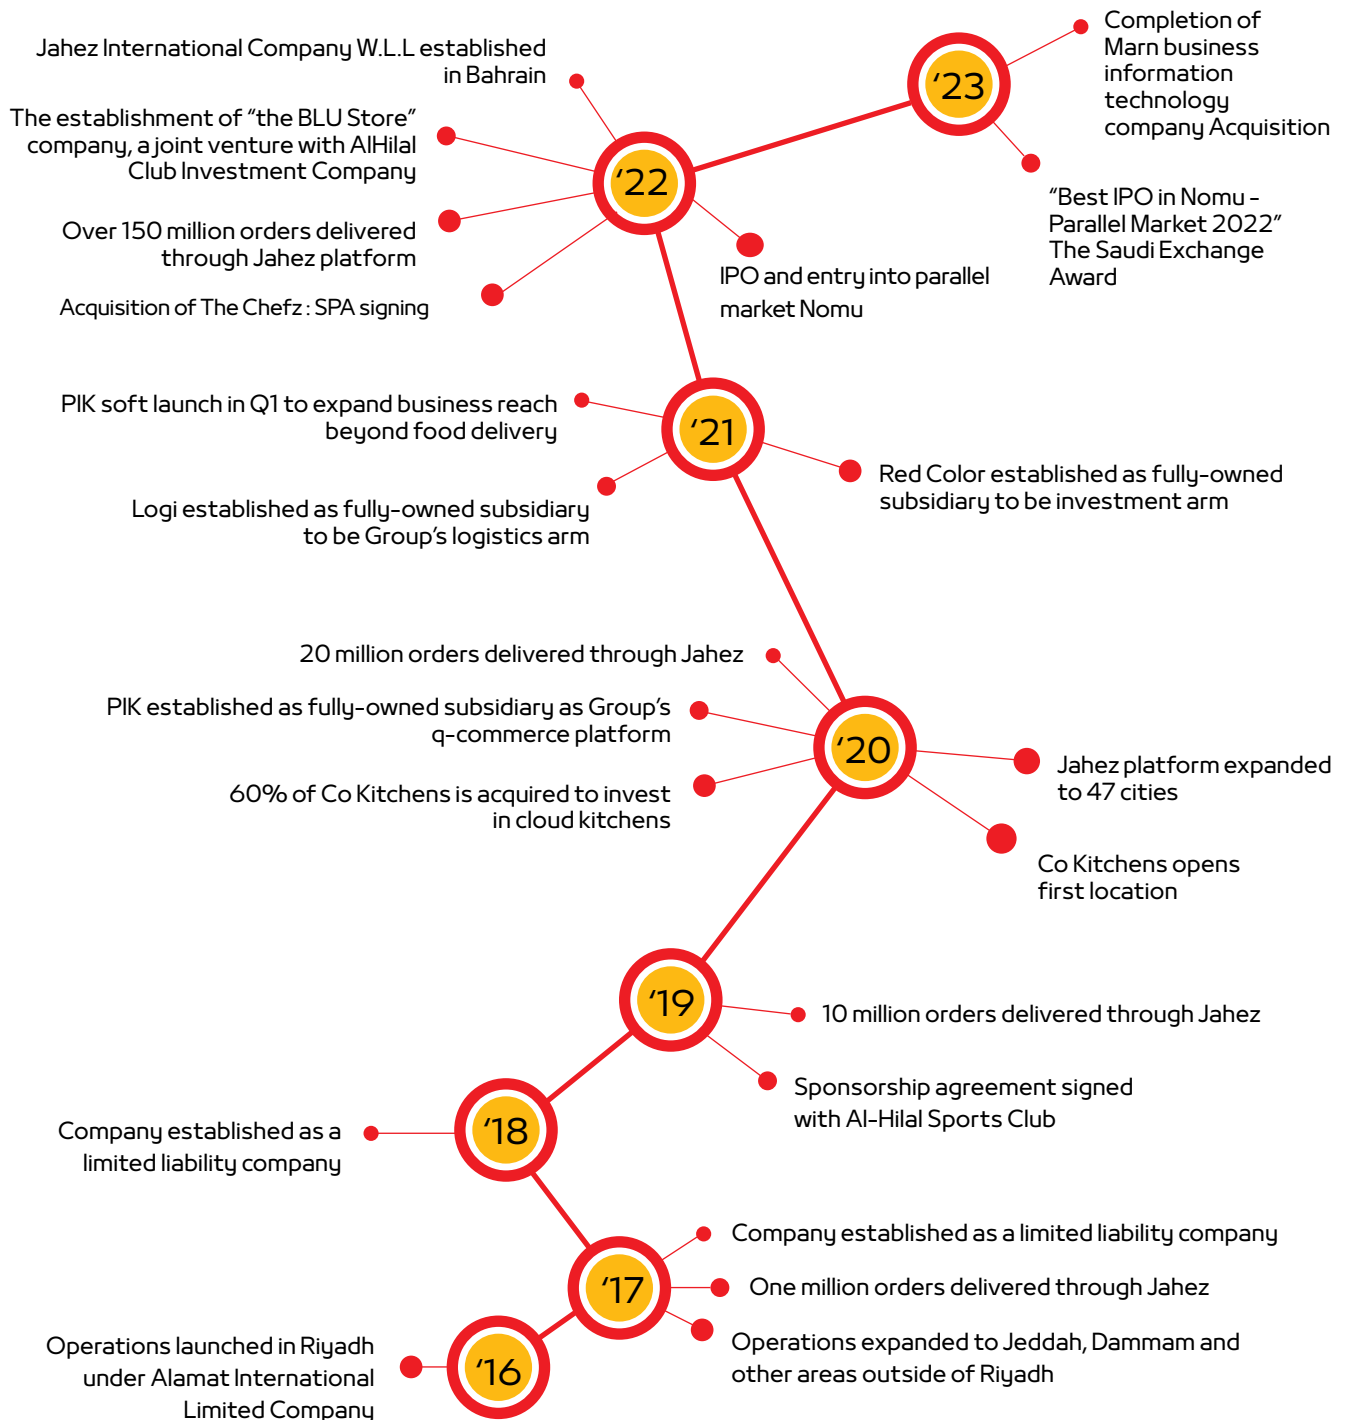 Jahez International Company W.L.L established
in Bahrain
The establishment of “the BLU Store”
company, a joint venture with AlHilal
Club Investment Company
Over 150 million orders delivered
through Jahez platform
Acquisition of The Chefz : SPA signing
‘22
IPO and entry into parallel
market Nomu
‘23
Completion of
Marn business
information
technology
company Acquisition
“Best IPO in Nomu -
Parallel Market 2022”
The Saudi Exchange
Award
PIK soft launch in Q1 to expand business reach
beyond food delivery
Logi established as fully-owned subsidiary
to be Group’s logistics arm
‘21
Red Color established as fully-owned
subsidiary to be investment arm
20 million orders delivered through Jahez
PIK established as fully-owned subsidiary as Group’s
q-commerce platform
60% of Co Kitchens is acquired to invest
in cloud kitchens
‘20
Jahez platform expanded
to 47 cities
Co Kitchens opens
first location
‘19
10 million orders delivered through Jahez
Sponsorship agreement signed
with Al-Hilal Sports Club
Company established as a
limited liability company
‘18
‘17
Company established as a limited liability company
One million orders delivered through Jahez
Operations expanded to Jeddah, Dammam and
other areas outside of Riyadh
Operations launched in Riyadh
under Alamat International
Limited Company
‘16